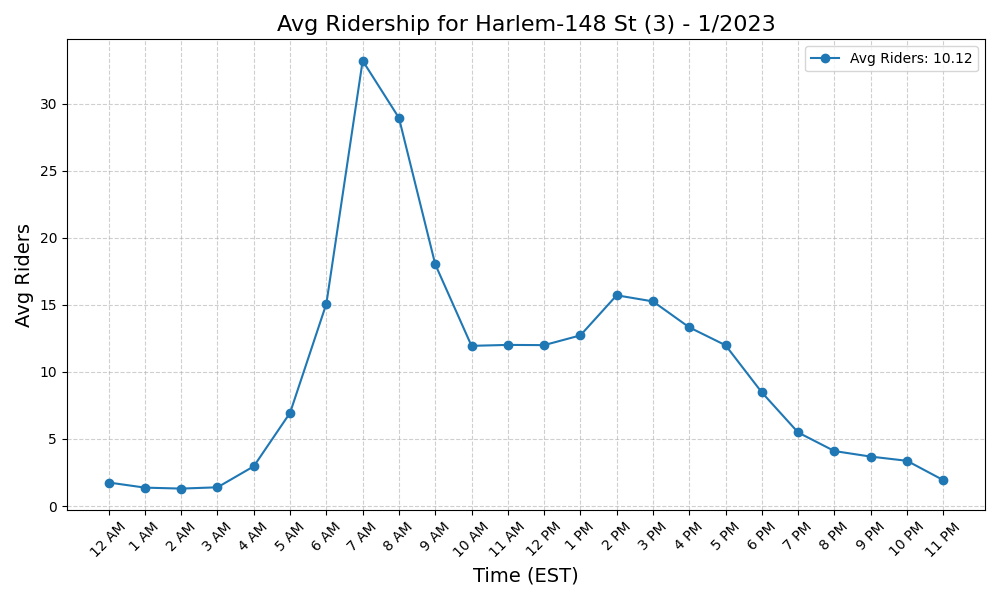 Avg Ridership for Harlem-148 St (3) - 1/2023
Avg Riders: 10.12
Avg Riders
30
25
20
15
10
5
0
12 AM
1 AM
2 AM
3 AM
4 AM
5 AM
6 AM
7 AM
8 AM
9 AM
10 AM
11 AM
12 PM
1 PM
2 PM
3 PM
4 PM
5 PM
6 PM
7 PM
8 PM
9 PM
10 PM
11 PM
Time (EST)